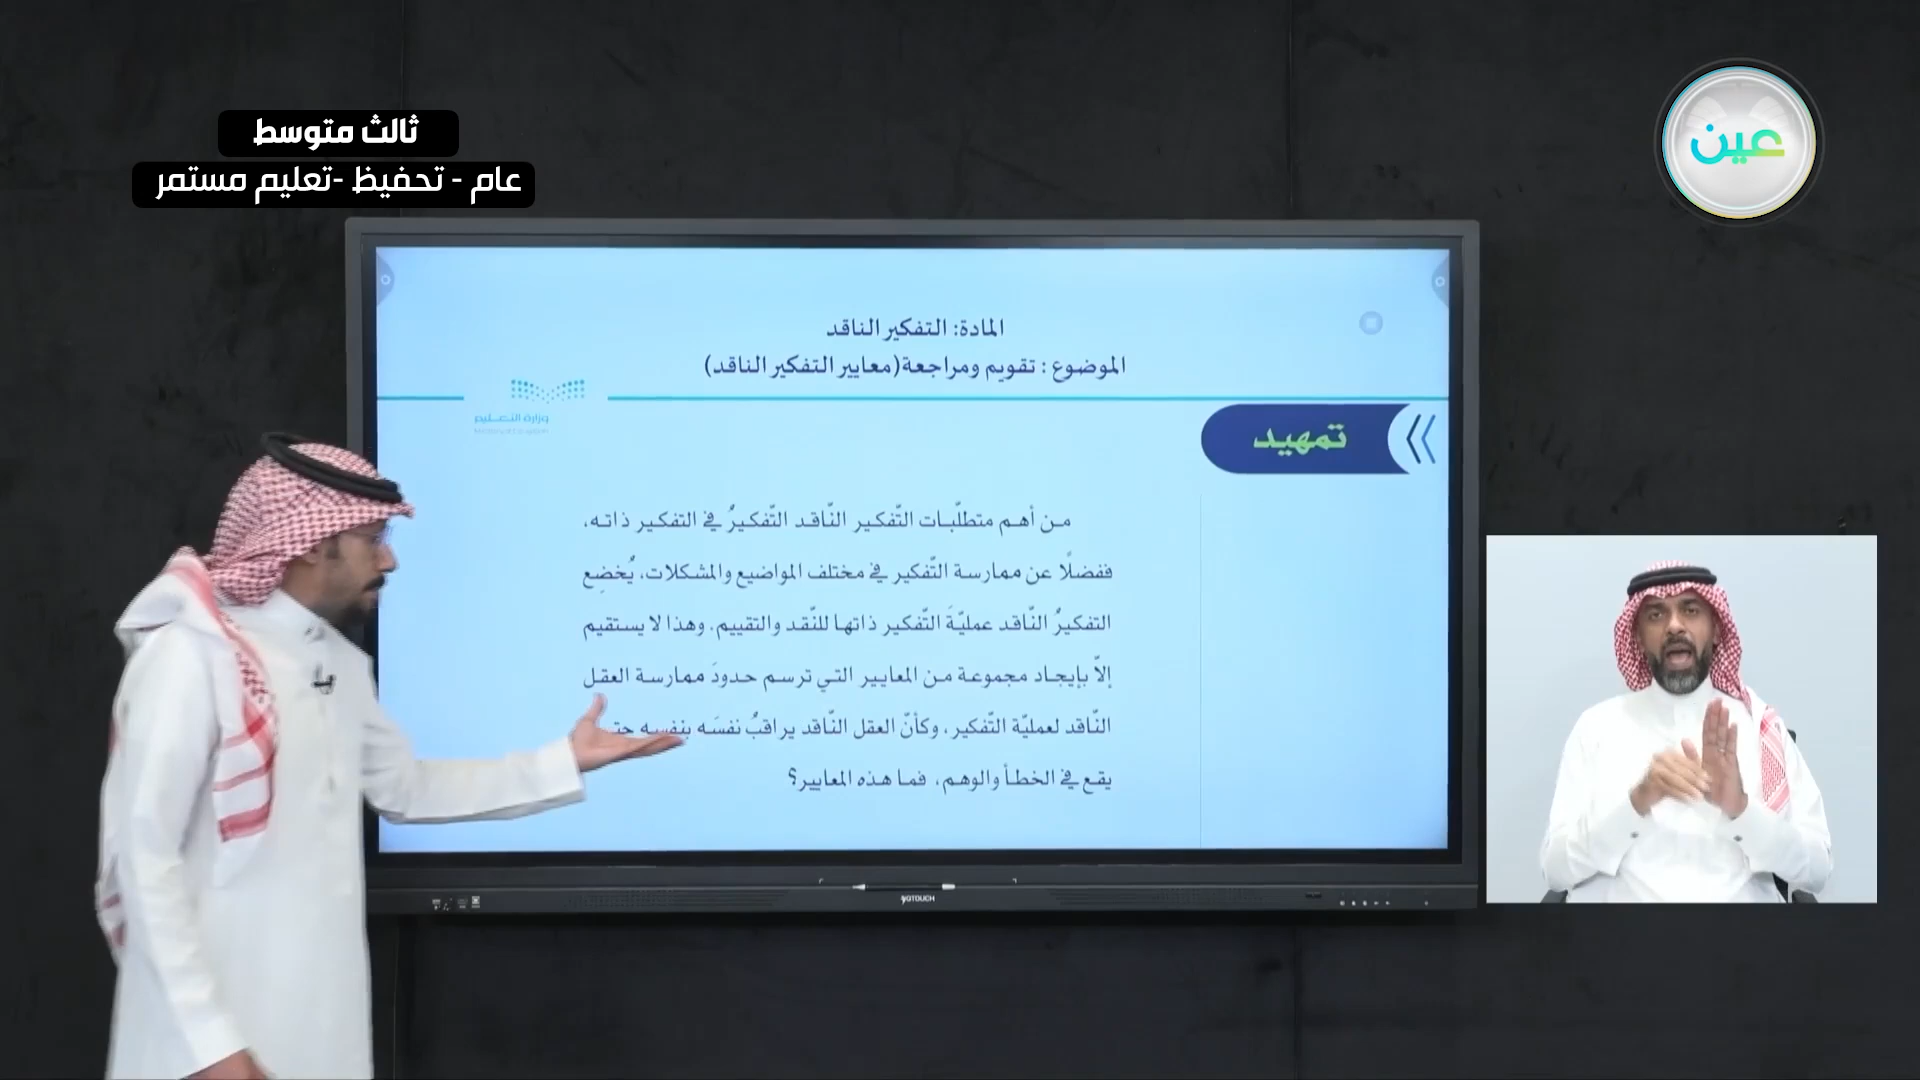 ثالث متوسط
عام - تحفيظ -تعليم مستمر
عين
المادة: التفكير الناقد
الموضوع : تقويم ومراجعة(معايير التفكير الناقد)
وزارة التعليم
تمهيد
من أهم متطلّبات التّفكير النّاقد التّفكيرُ في التفكير ذاته،
ففضلًا عن ممارسة التّفكير في مختلف المواضيع والمشكلات، يُخضِع
التفكيرُ النّاقد عمليّةَ التّفكير ذاتها للنّقد والتقييم. وهذا لا يستقيم
إلاّ بإيجاد مجموعة من المعايير التي ترسم حدودَ ممارسة العقل
النّاقد لعمليّة التّفكير، وكأنّ العقل النّاقد يراقبُ نفسَه بنفسه
يقع في الخطأ والوهم، فما هذه المعايير؟
YOTOUCH